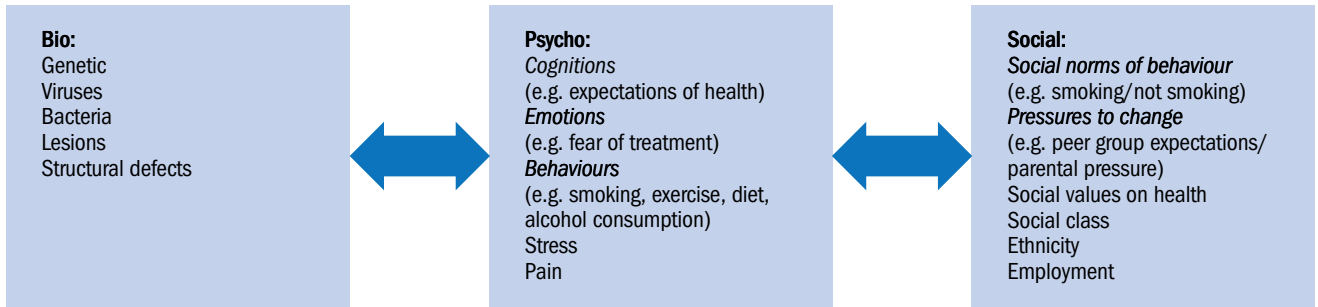 Bio:
Genetic
Viruses
Bacteria
Lesions
Structural defects
Psycho:
Cognitions
(e.g. expectations of health)
Emotions
(e.g. fear of treatment)
Behaviours
(e.g. smoking, exercise, diet,
alcohol consumption)
Stress
Pain
Social:
Social norms of behaviour
(e.g. smoking/not smoking)
Pressures to change
(e.g. peer group expectations/
parental pressure)
Social values on health
Social class
Ethnicity
Employment